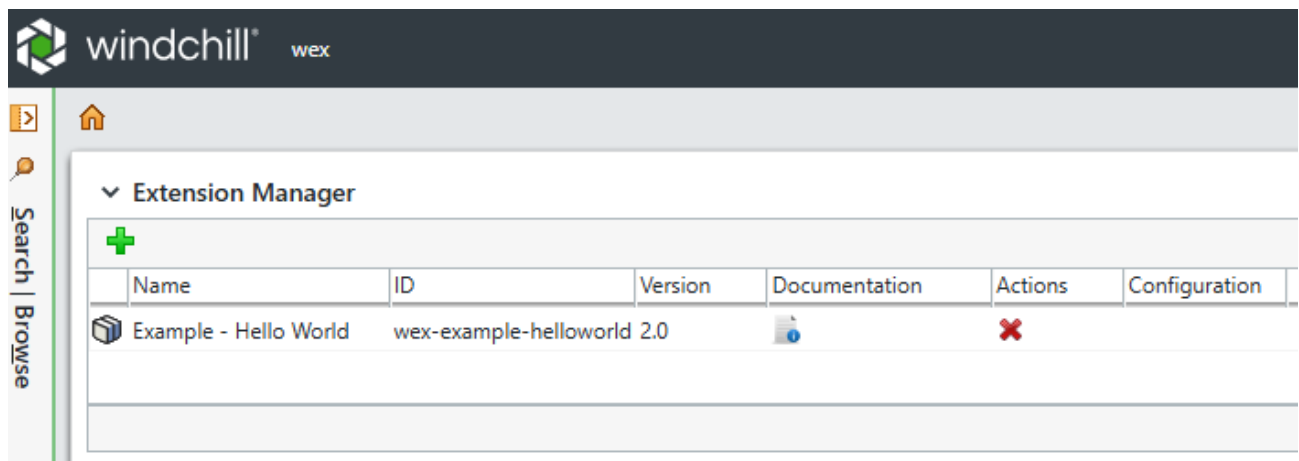 windchill® wex
Search | Browse
Extension Manager
Name ID Version Documentation Actions Configuration
Example - Hello World wex-example-helloworld 2.0